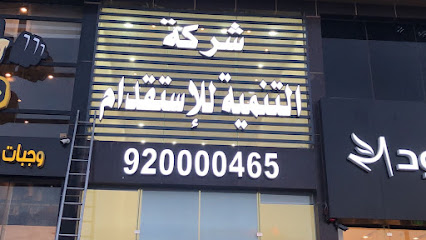 شركة
التنمية للإستقدام
920000465
وجبات